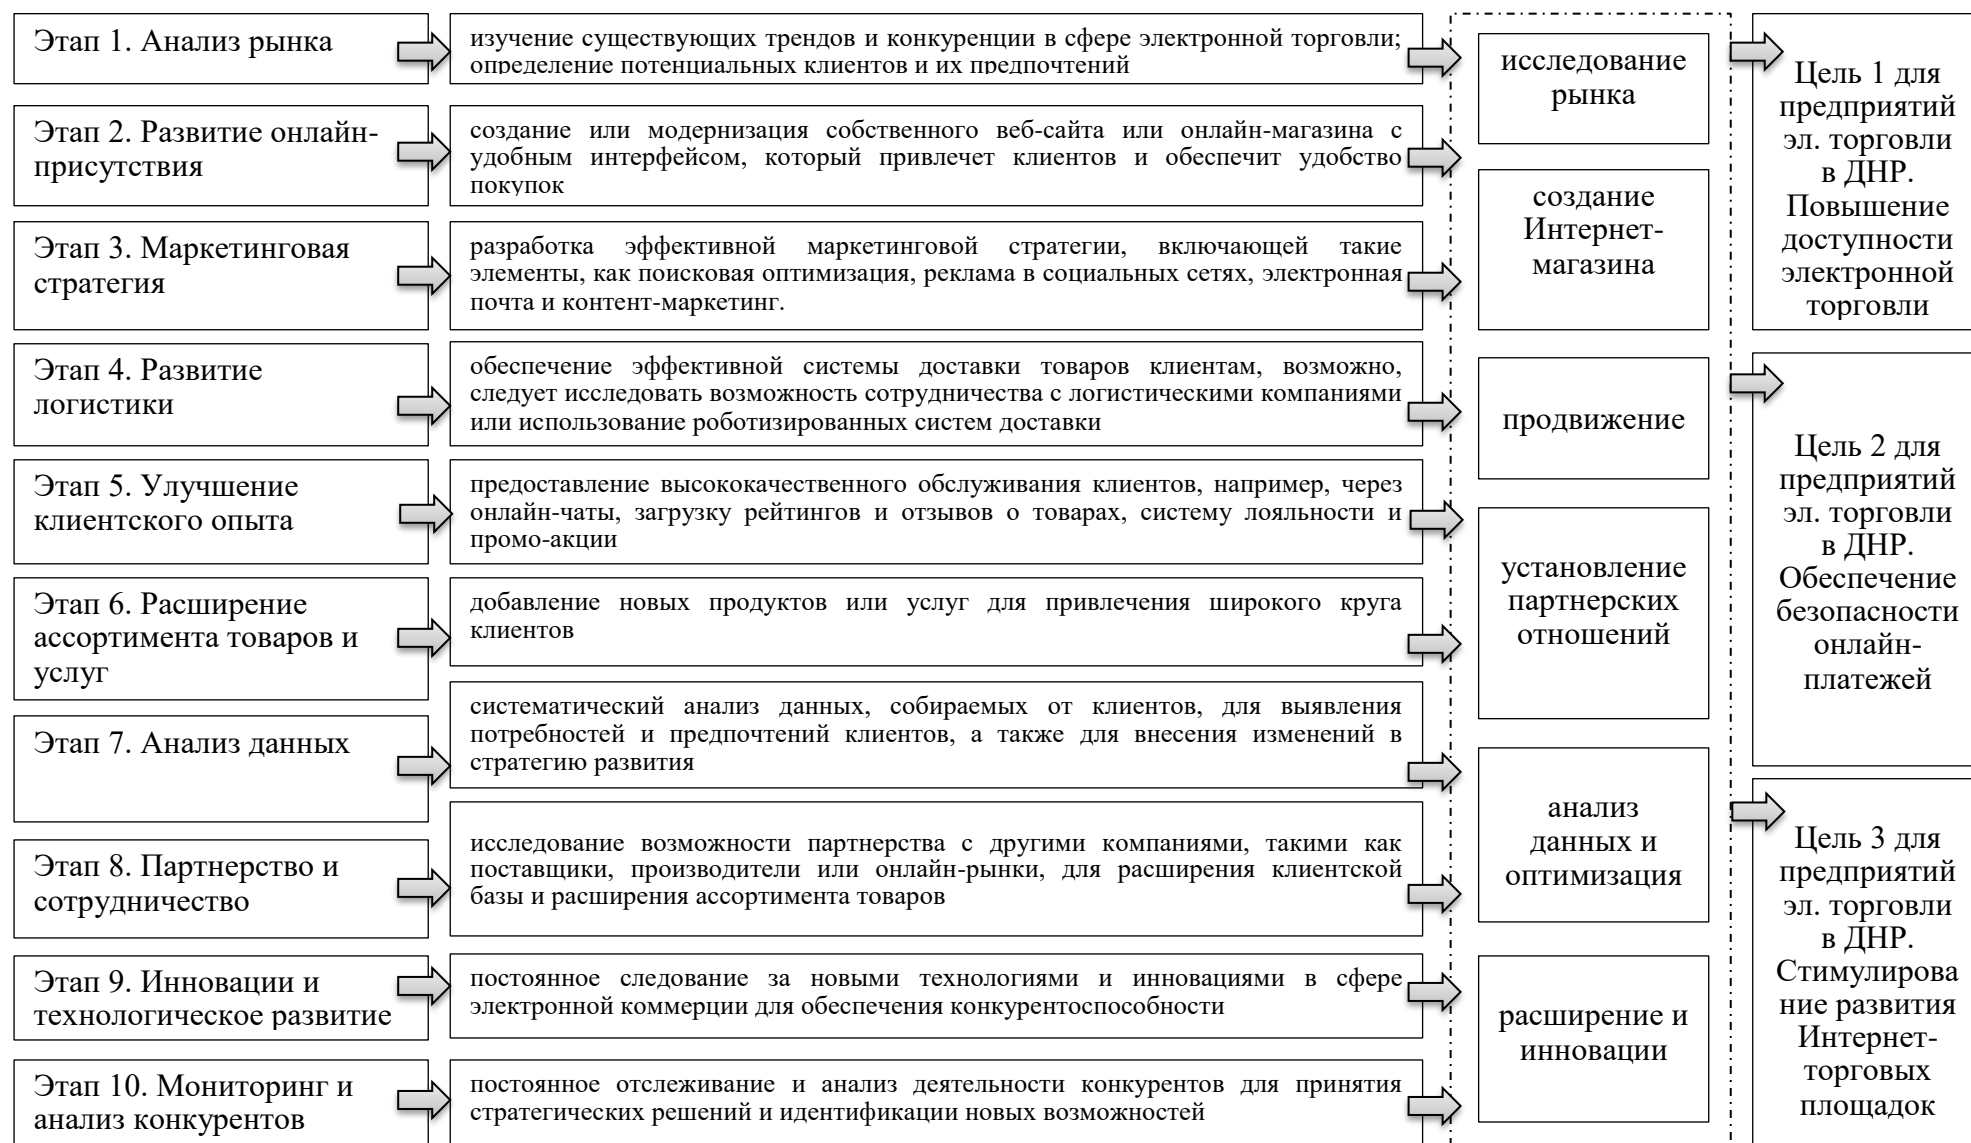 Этап 1. Анализ рынка
изучение существующих трендов и конкуренции в сфере электронной торговли;
определение потенциальных клиентов и их предпочтений
Этап 2. Развитие онлайн-
присутствия
создание или модернизация собственного веб-сайта или онлайн-магазина с
удобным интерфейсом, который привлечет клиентов и обеспечит удобство
покупок
Этап 3. Маркетинговая
стратегия
разработка эффективной маркетинговой стратегии, включающей такие
элементы, как поисковая оптимизация, реклама в социальных сетях, электронная
почта и контент-маркетинг.
Этап 4. Развитие
логистики
обеспечение эффективной системы доставки товаров клиентам, возможно,
следует исследовать возможность сотрудничества с логистическими компаниями
или использование роботизированных систем доставки
Этап 5. Улучшение
клиентского опыта
предоставление высококачественного обслуживания клиентов, например, через
онлайн-чаты, загрузку рейтингов и отзывов о товарах, систему лояльности и
промо-акции
Этап 6. Расширение
ассортимента товаров и
услуг
добавление новых продуктов или услуг для привлечения широкого круга
клиентов
Этап 7. Анализ данных
систематический анализ данных, собираемых от клиентов, для выявления
потребностей и предпочтений клиентов, а также для внесения изменений в
стратегию развития
Этап 8. Партнерство и
сотрудничество
исследование возможности партнерства с другими компаниями, такими как
поставщики, производители или онлайн-рынки, для расширения клиентской
базы и расширения ассортимента товаров
Этап 9. Инновации и
технологическое развитие
постоянное следование за новыми технологиями и инновациями в сфере
электронной коммерции для обеспечения конкурентоспособности
Этап 10. Мониторинг и
анализ конкурентов
постоянное отслеживание и анализ деятельности конкурентов для принятия
стратегических решений и идентификации новых возможностей
исследование
рынка
создание
Интернет-
магазина
продвижение
установление
партнерских
отношений
анализ
данных и
оптимизация
расширение и
инновации
Цель 1 для
предприятий
эл. торговли
в ДНР.
Повышение
доступности
электронной
торговли
Цель 2 для
предприятий
эл. торговли
в ДНР.
Обеспечение
безопасности
онлайн-
платежей
Цель 3 для
предприятий
эл. торговли
в ДНР.
Стимулирова
ние развития
Интернет-
торговых
площадок